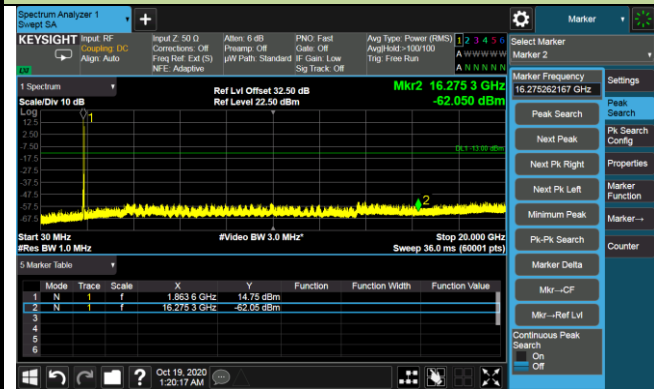 Spectrum Analyzer 1
Swept SA
+
Marker
KEYSIGHT
Input: RF
Coupling: DC
Align: Auto
Input Z: 50 Ω
Corrections: Off
Freq Ref: Ext (S)
NFE: Adaptive
Atten: 6 dB
Preamp: Off
µW Path: Standard
PNO: Fast
Gate: Off
IF Gain: Low
Sig Track: Off
Avg Type: Power (RMS)
Avg|Hold:>100/100
Trig: Free Run
1 2 3 4 5 6
A W W W W W
A N N N N N
Select Marker
Marker 2
1 Spectrum
Scale/Div 10 dB
Log
Ref Lvl Offset 32.50 dB
Ref Level 22.50 dBm
Mkr2 16.275 3 GHz
-62.050 dBm
12.5
2.50
-7.50
-17.5
-27.5
-37.5
-47.5
-57.5
-67.5
1
DL1 -13.00 dBm
2
Start 30 MHz
#Res BW 1.0 MHz
#Video BW 3.0 MHz*
Stop 20.000 GHz
Sweep 36.0 ms (60001 pts)
5 Marker Table
Mode Trace Scale X Y Function Function Width Function Value
1 N 1 f 1.863 6 GHz 14.75 dBm
2 N 1 f 16.275 3 GHz -62.05 dBm
3
4
5
6
Marker Frequency
16.275262167 GHz
Peak Search
Next Peak
Next Pk Right
Next Pk Left
Minimum Peak
Pk-Pk Search
Marker Delta
Mkr→CF
Mkr→Ref Lvl
Continuous Peak
Search
On
Off
Settings
Peak
Search
Pk Search
Config
Properties
Marker
Function
Marker→
Counter
?
Oct 19, 2020
1:20:17 AM